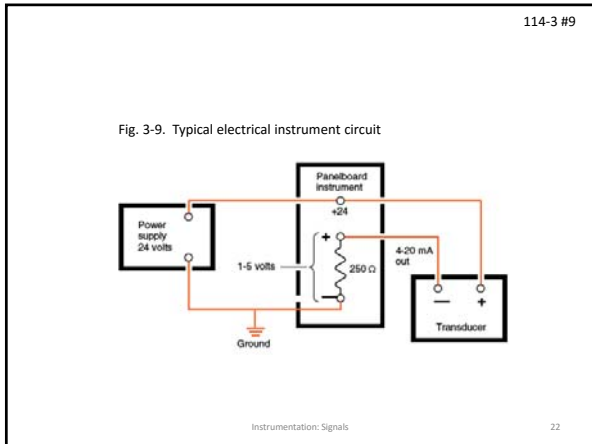 114-3 #9
Fig. 3-9. Typical electrical instrument circuit
Panelboard
instrument
+24
Power
supply
24 volts
+
1-5 volts
250 Ω
—
4-20 mA
out
— +
Transducer
Ground
Instrumentation: Signals
22